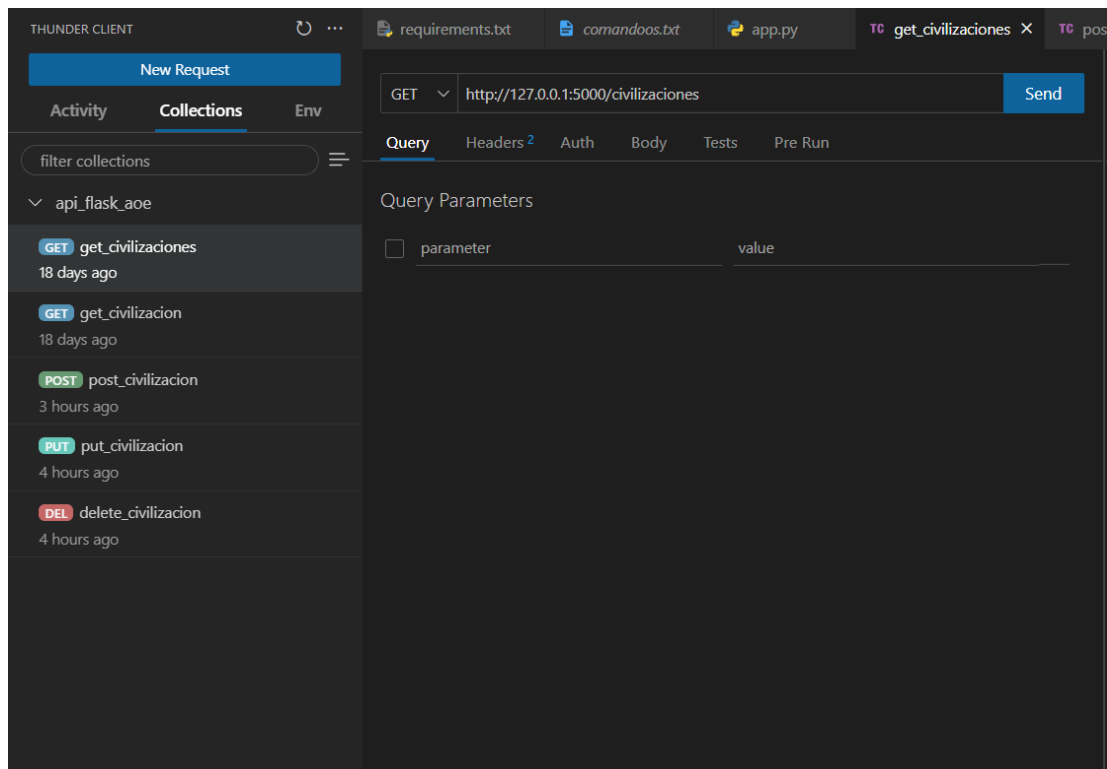 THUNDER CLIENT
New Request
Activity Collections Env
filter collections
api_flask_aoe
GET get_civilizaciones
18 days ago
GET get_civilizacion
18 days ago
POST post_civilizacion
3 hours ago
PUT put_civilizacion
4 hours ago
DEL delete_civilizacion
4 hours ago
requirements.txt comandoos.txt app.py TC get_civilizaciones TC pos
GET http://127.0.0.1:5000/civilizaciones Send
Query Headers 2 Auth Body Tests Pre Run
Query Parameters
parameter value